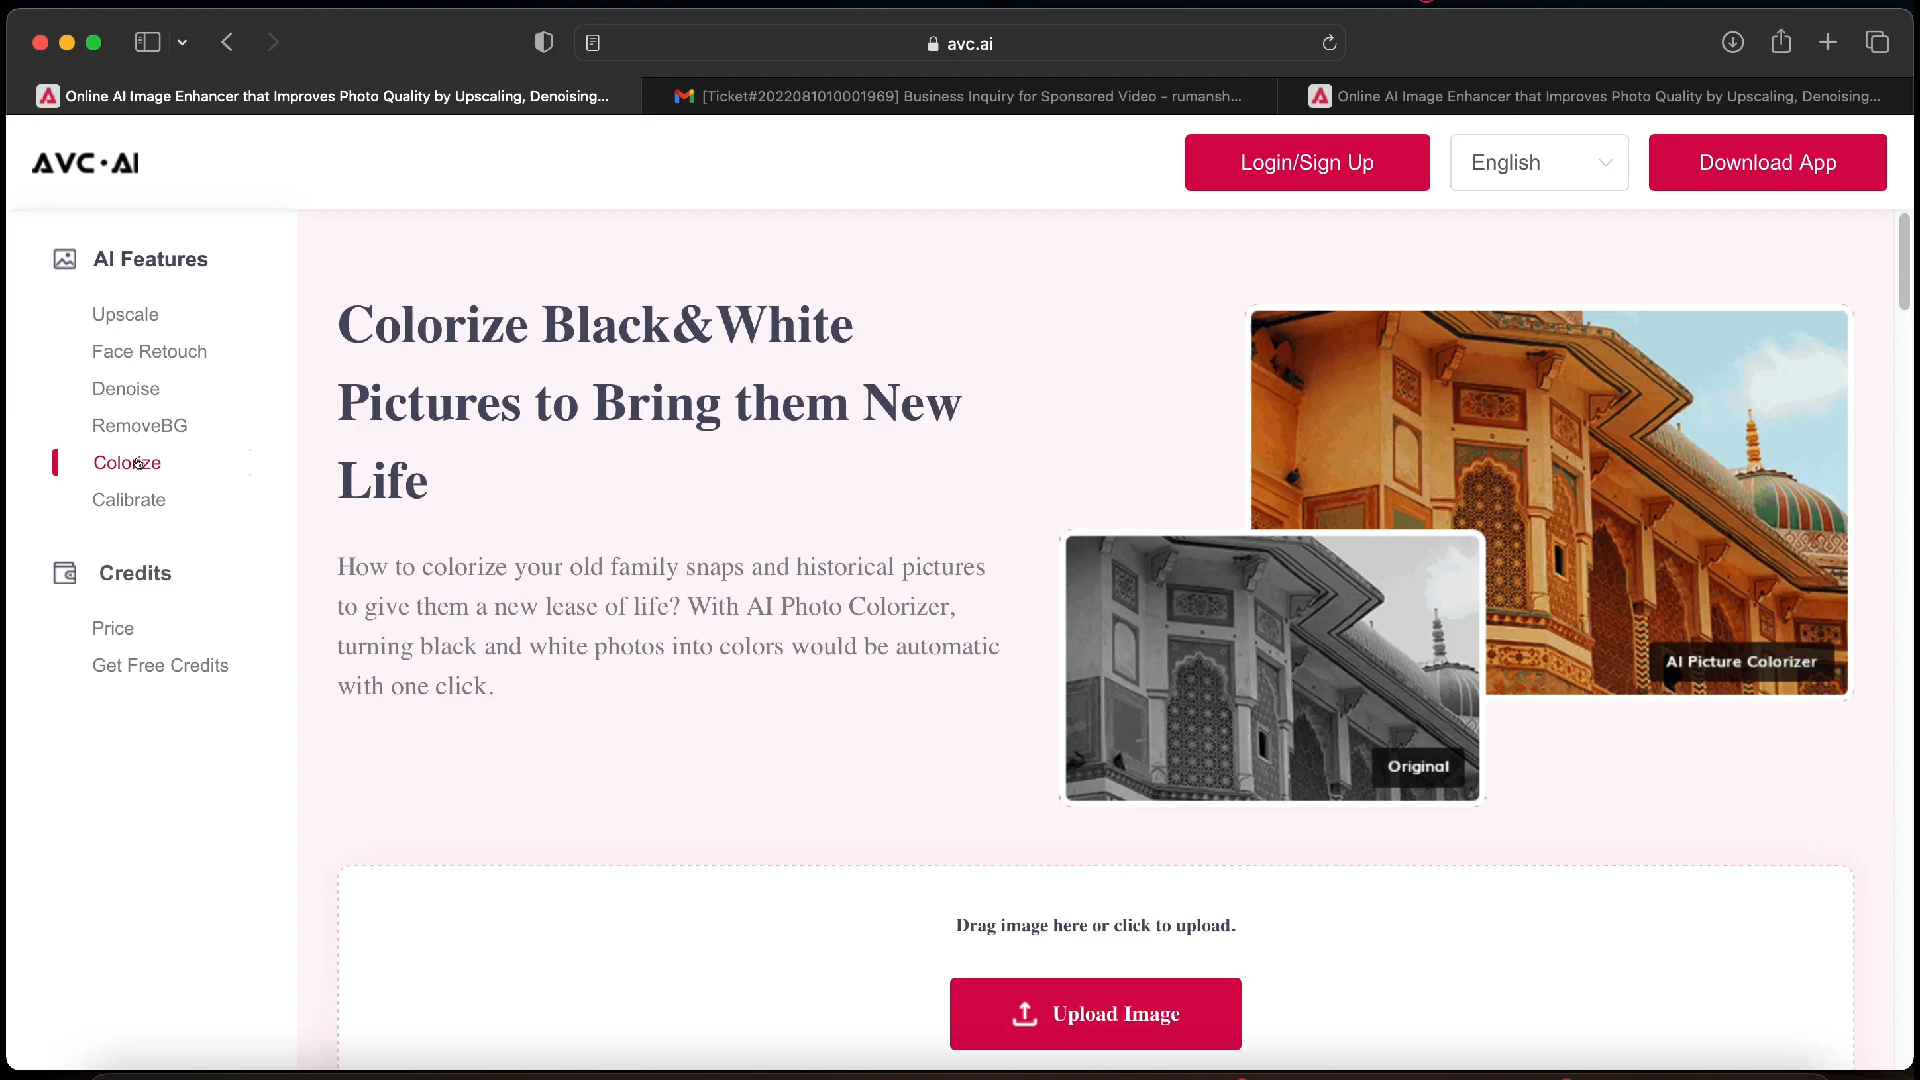 avc.ai
Online AI Image Enhancer that Improves Photo Quality by Upscaling, Denoising...
[Ticket#2022081010001969] Business Inquiry for Sponsored Video – rumansh...
Online AI Image Enhancer that Improves Photo Quality by Upscaling, Denoising...
AVC·AI
Login/Sign Up
English
Download App
AI Features
Upscale
Face Retouch
Denoise
RemoveBG
Colorize
Calibrate
Credits
Price
Get Free Credits
Colorize Black&White
Pictures to Bring them New
Life
How to colorize your old family snaps and historical pictures
to give them a new lease of life? With AI Photo Colorizer,
turning black and white photos into colors would be automatic
with one click.
AI Picture Colorizer
Original
Drag image here or click to upload.
Upload Image